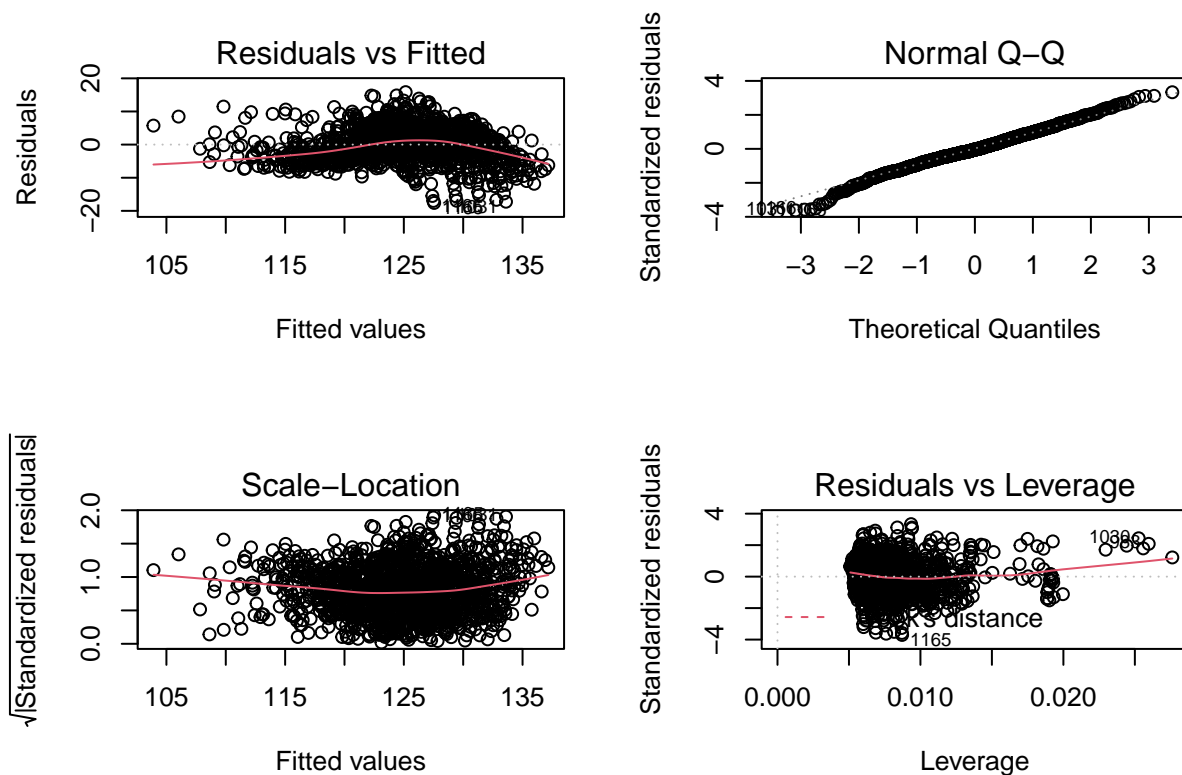 Residuals vs Fitted
Residuals
20
0
−20
105 115 125 135
Fitted values
1165
Normal Q−Q
Standardized residuals
4
0
−4
−3 −2 −1 0 1 2 3
Theoretical Quantiles
Scale−Location
√|Standardized residuals|
2.0
1.0
0.0
105 115 125 135
Fitted values
Residuals vs Leverage
Standardized residuals
4
0
−4
1165
distance
0.000 0.010 0.020
Leverage